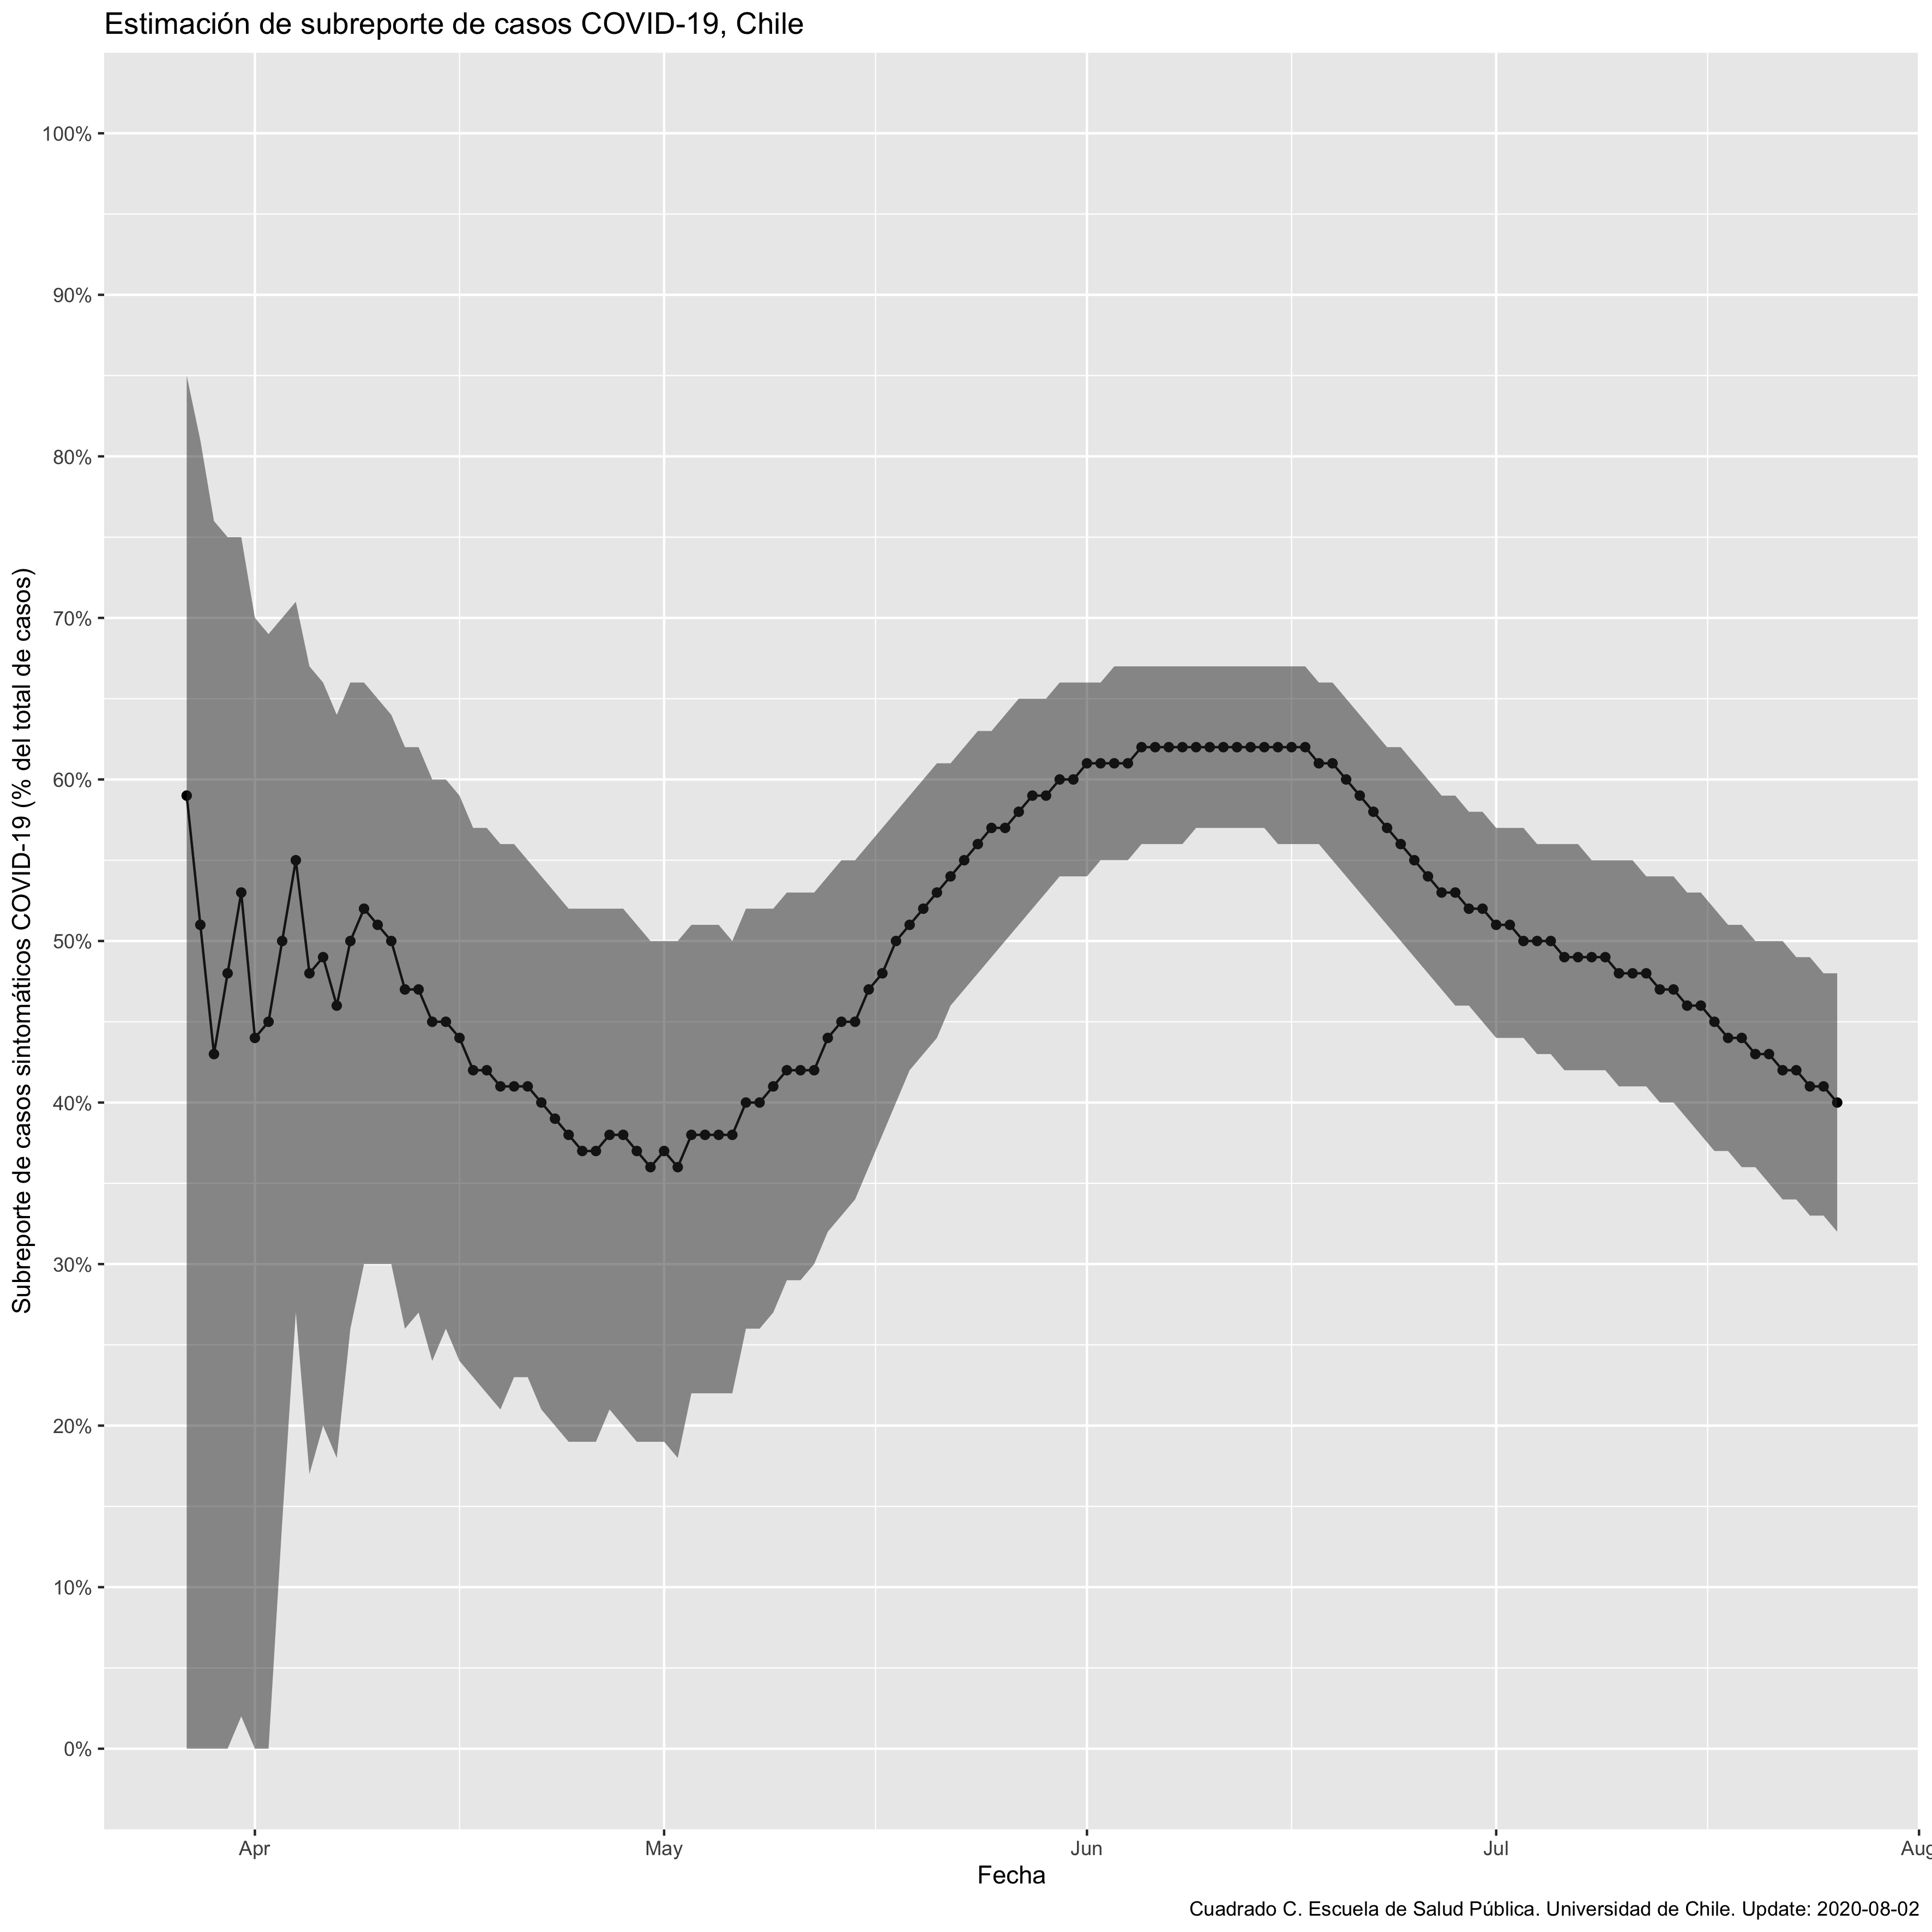 Estimación de subreporte de casos COVID-19, Chile
Subreporte de casos sintomáticos COVID-19 (% del total de casos)
100%
90%
80%
70%
60%
50%
40%
30%
20%
10%
0%
Apr May Jun Jul Aug
Fecha
Cuadrado C. Escuela de Salud Pública. Universidad de Chile. Update: 2020-08-02